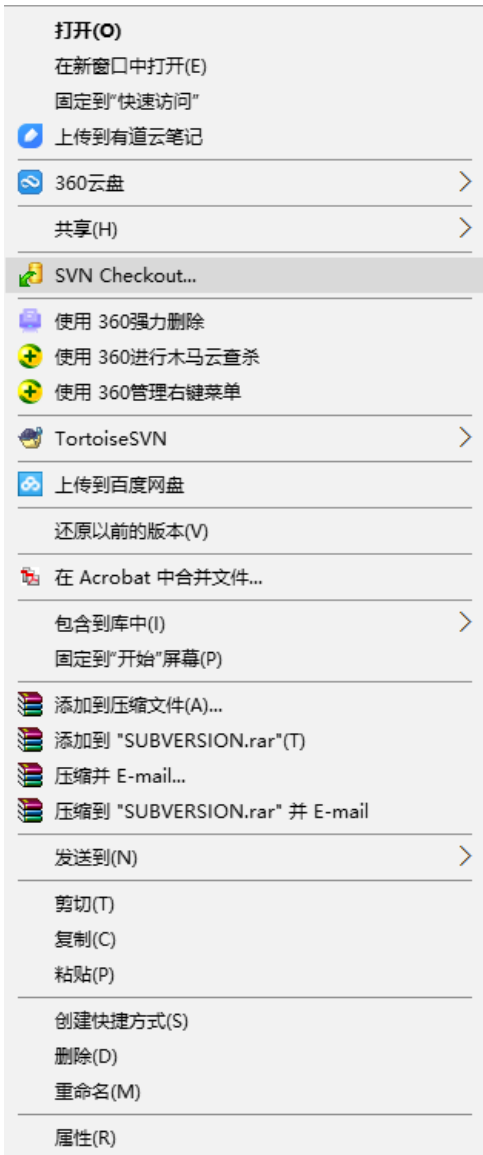 打开(O)
在新窗口中打开(E)
固定到"快速访问"
上传到有道云笔记
360云盘
共享(H)
SVN Checkout...
使用 360强力删除
使用 360进行木马云查杀
使用 360管理右键菜单
TortoiseSVN
上传到百度网盘
还原以前的版本(V)
在 Acrobat 中合并文件...
包含到库中(I)
固定到"开始"屏幕(P)
添加到压缩文件(A)...
添加到 "SUBVERSION.rar"(T)
压缩并 E-mail...
压缩到 "SUBVERSION.rar" 并 E-mail
发送到(N)
剪切(T)
复制(C)
粘贴(P)
创建快捷方式(S)
删除(D)
重命名(M)
属性(R)